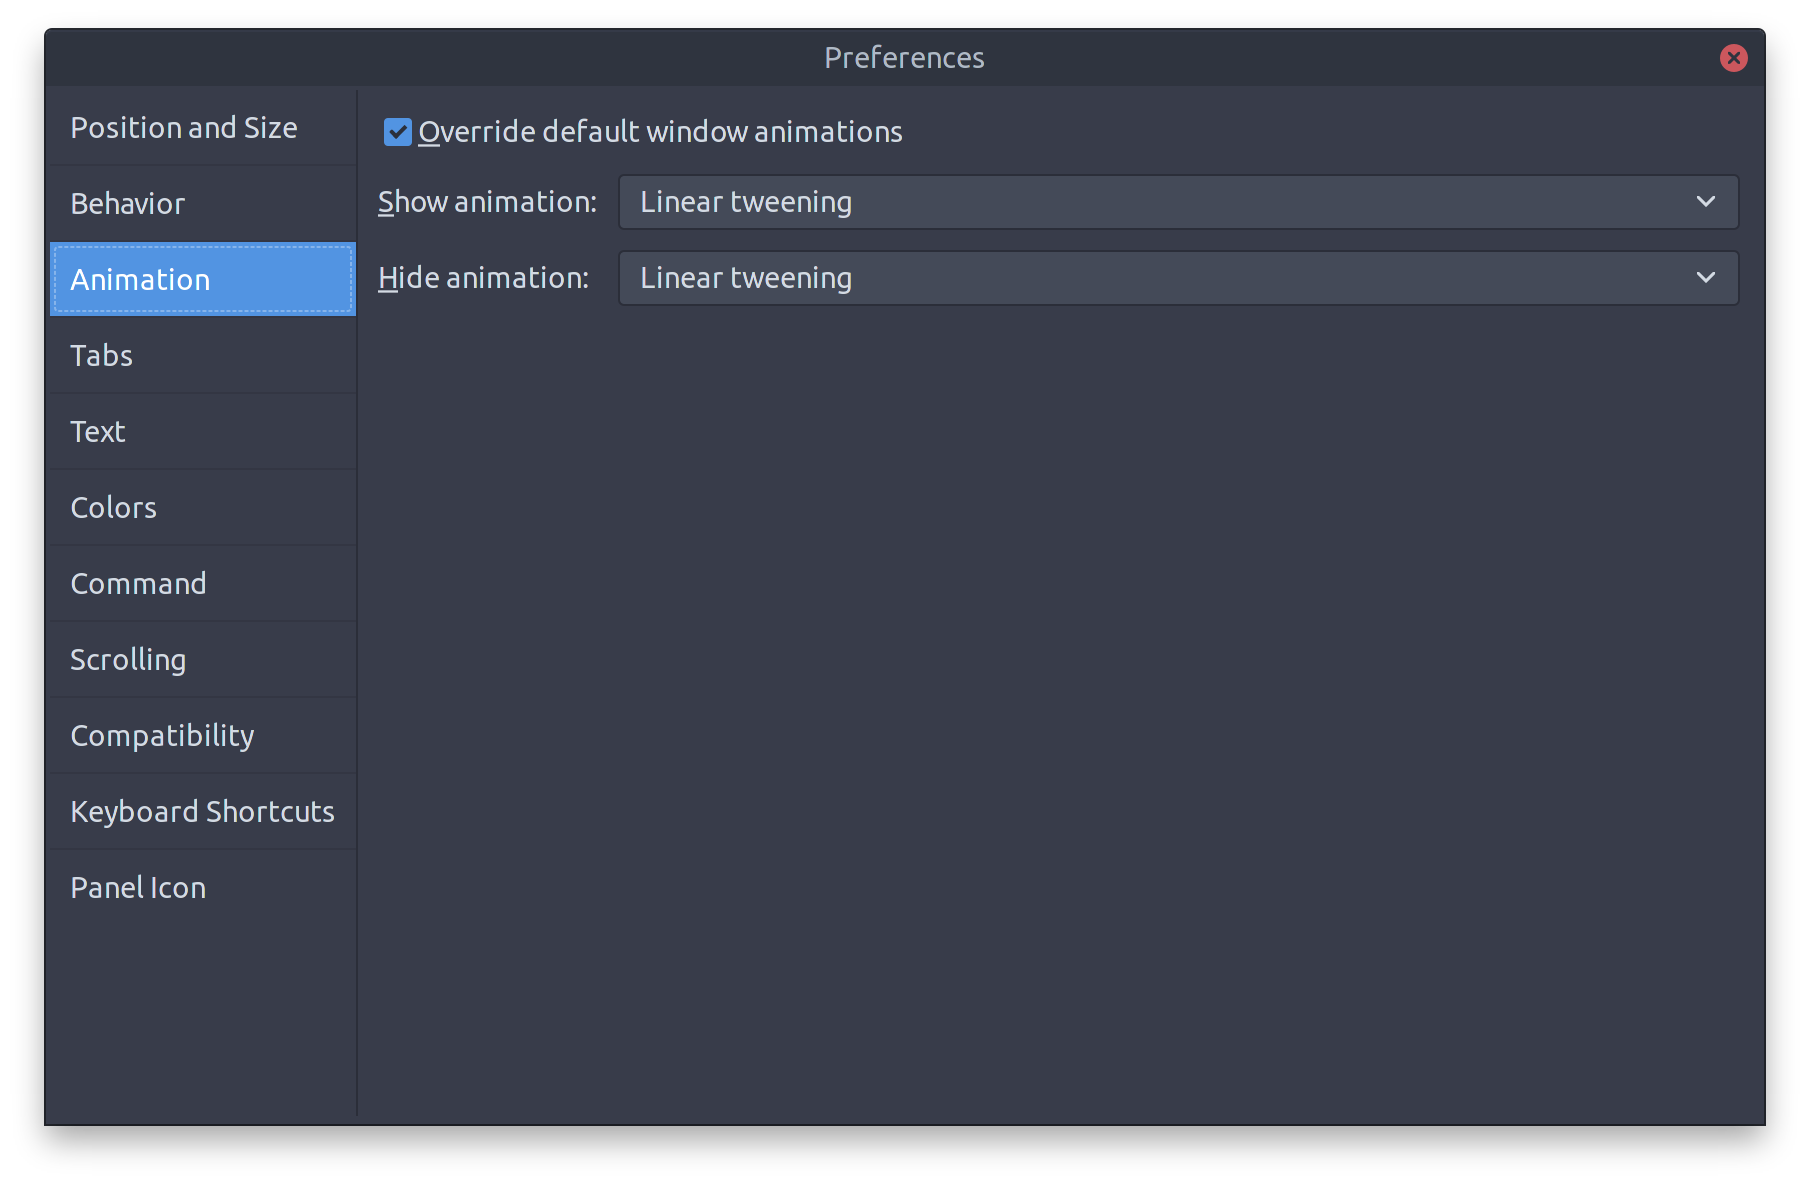 Preferences
Position and Size
Behavior
Animation
Tabs
Text
Colors
Command
Scrolling
Compatibility
Keyboard Shortcuts
Panel Icon
Override default window animations
Show animation: Linear tweening
Hide animation: Linear tweening